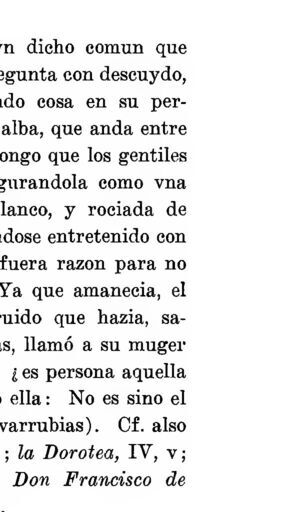 yn dicho comun que
egunta con descuydo,
ndo cosa en su per-
alba, que anda entre
ongo que los gentiles
gurandola como vna
lanco, y rociada de
ndose entretenido con
fuera razon para no
Ya que amanecia, el
ruido que hazia, sa-
s, llamó a su muger
¿ es persona aquella
o ella: No es sino el
varrubias). Cf. also
; la Dorotea, IV, v;
Don Francisco de